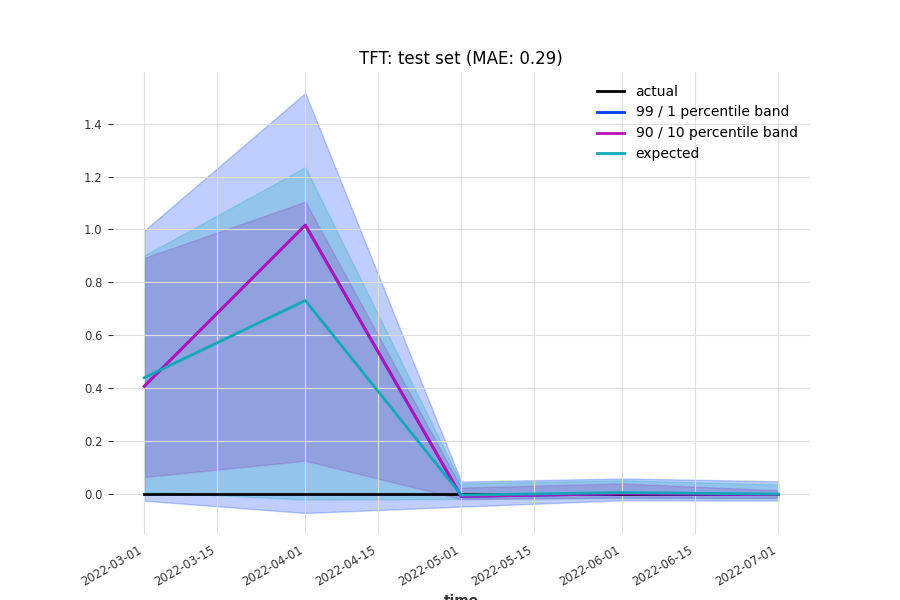 TFT: test set (MAE: 0.29)
actual
99 / 1 percentile band
90 / 10 percentile band
expected
1.4
1.2
1.0
0.8
0.6
0.4
0.2
0.0
2022-03-01
2022-03-15
2022-04-01
2022-04-15
2022-05-01
2022-05-15
2022-06-01
2022-06-15
2022-07-01
time